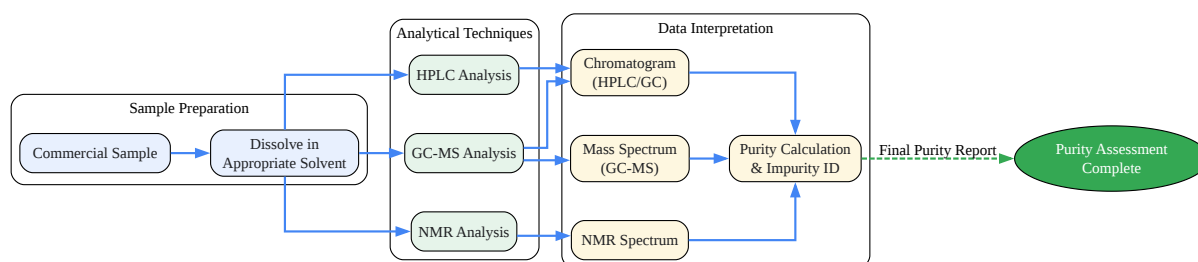 Sample Preparation
Commercial Sample
Dissolve in
Appropriate Solvent
Analytical Techniques
HPLC Analysis
GC-MS Analysis
NMR Analysis
Data Interpretation
Chromatogram
(HPLC/GC)
Mass Spectrum
(GC-MS)
NMR Spectrum
Purity Calculation
& Impurity ID
Final Purity Report
Purity Assessment
Complete